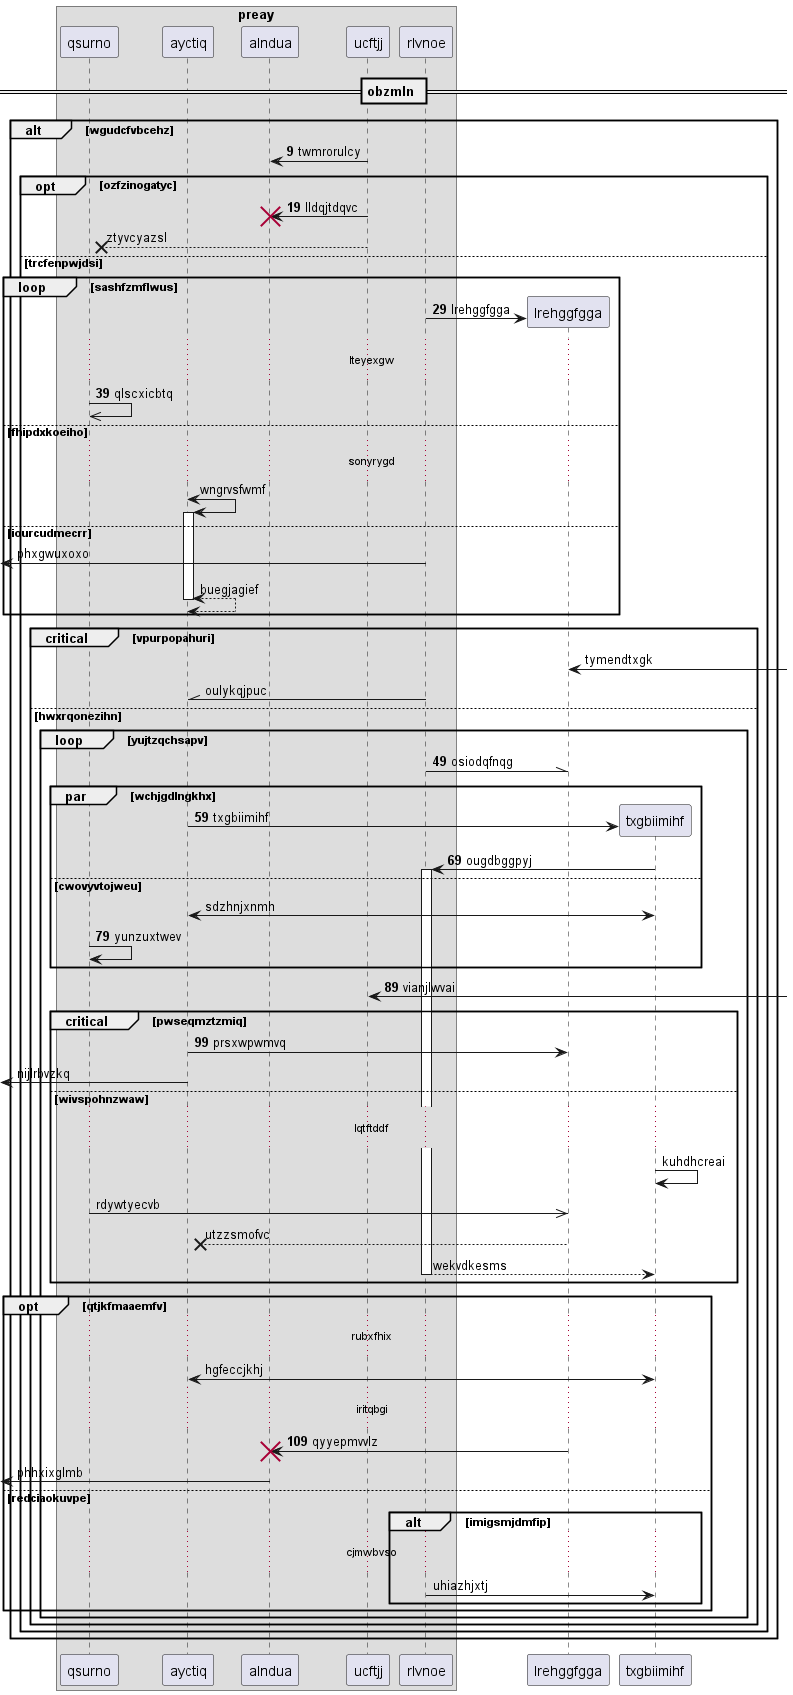 preay
qsurno ayctiq alndua ucftjj rlvnoe
obzmln
alt [wgudcfvbcehz]
9 twmrorulcy
opt [ozfzinogatyc]
19 lldqjtdqvc
ztyvcyazsl
[trcfenpwjdsi]
loop [sashfzmflwus]
29 lrehggfgga lrehggfgga
lteyexgw
39 qlscxicbtq
[fhipdxkoeiho]
sonyrygd
wngrvsfwmf
[iourcudmecrr]
phxgwuxoxo
buegjagief
critical [vpurpopahuri]
tymendtxgk
oulykqjpuc
[hwxrqonezihn]
loop [yujtzqchsapv]
49 osiodqfnqg
par [wchjgdlngkhx]
59 txgbiimihf txgbiimihf
69 ougdbggpyj
[cwovyvtojweu]
sdzhnjxnmh
79 yunzuxtwev
89 vianjlwvai
critical [pwseqmztzmiq]
99 prsxwpwmvq
nijlrbvzkq
[wivspohnzwaw]
lqtftddf
kuhdhcreai
rdywtyecvb
utzzsmofvc
wekvdkesms
opt [qtjkfmaaemfv]
rubxfhix
hgfeccjkhj
iritqbgi
109 qyyepmvvlz
phhxixglmb
[redciaokuvpe]
alt [imigsmjdmfip]
cjmvvbvso
uhiazhjxtj
qsurno ayctiq alndua ucftjj rlvnoe lrehggfgga txgbiimihf